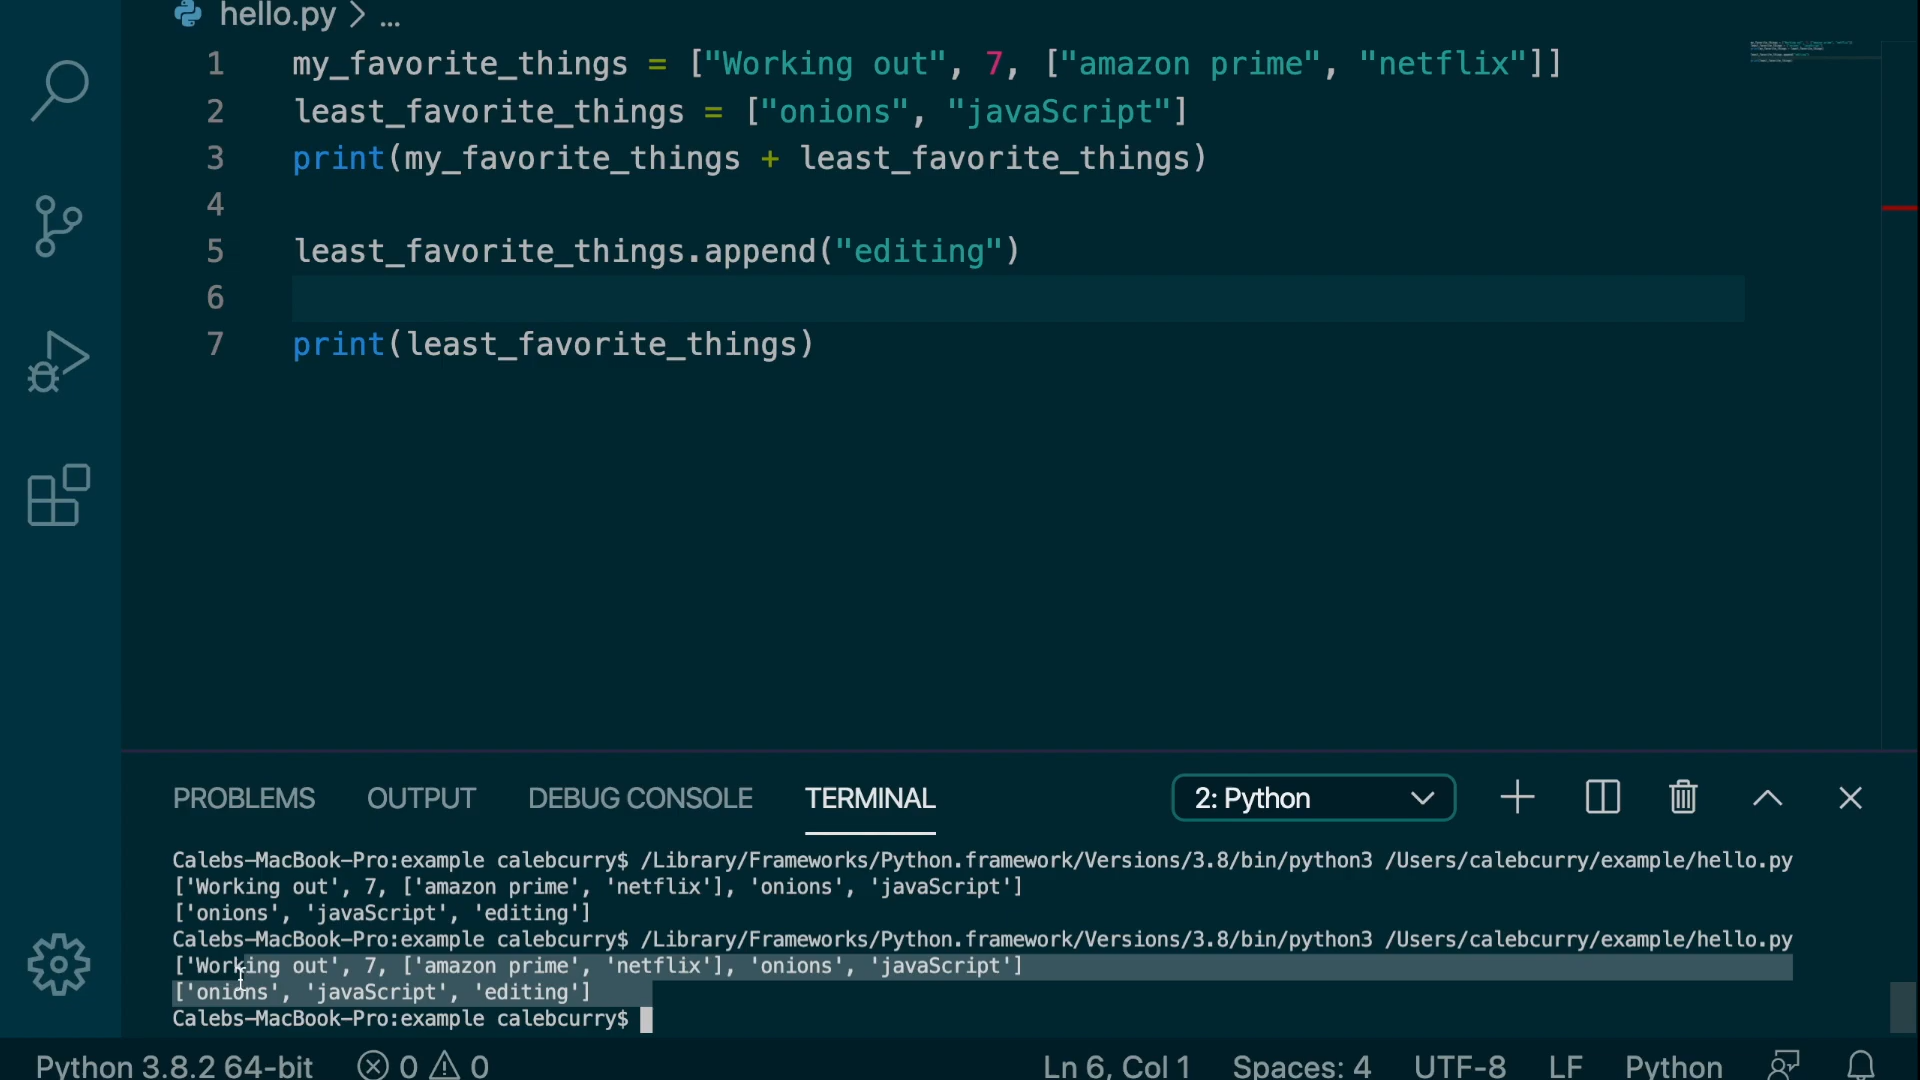 hello.py > ...
1 my_favorite_things = ["Working out", 7, ["amazon prime", "netflix"]]
2 least_favorite_things = ["onions", "javaScript"]
3 print(my_favorite_things + least_favorite_things)
4
5 least_favorite_things.append("editing")
6
7 print(least_favorite_things)
PROBLEMS OUTPUT DEBUG CONSOLE TERMINAL 2: Python
Calebs-MacBook-Pro:example calebcurry$ /Library/Frameworks/Python.framework/Versions/3.8/bin/python3 /Users/calebcurry/example/hello.py
['Working out', 7, ['amazon prime', 'netflix'], 'onions', 'javaScript']
['onions', 'javaScript', 'editing']
Calebs-MacBook-Pro:example calebcurry$ /Library/Frameworks/Python.framework/Versions/3.8/bin/python3 /Users/calebcurry/example/hello.py
['Working out', 7, ['amazon prime', 'netflix'], 'onions', 'javaScript']
['onions', 'javaScript', 'editing']
Calebs-MacBook-Pro:example calebcurry$
Python 3.8.2 64-bit 0 0 Ln 6, Col 1 Spaces: 4 UTF-8 LF Python